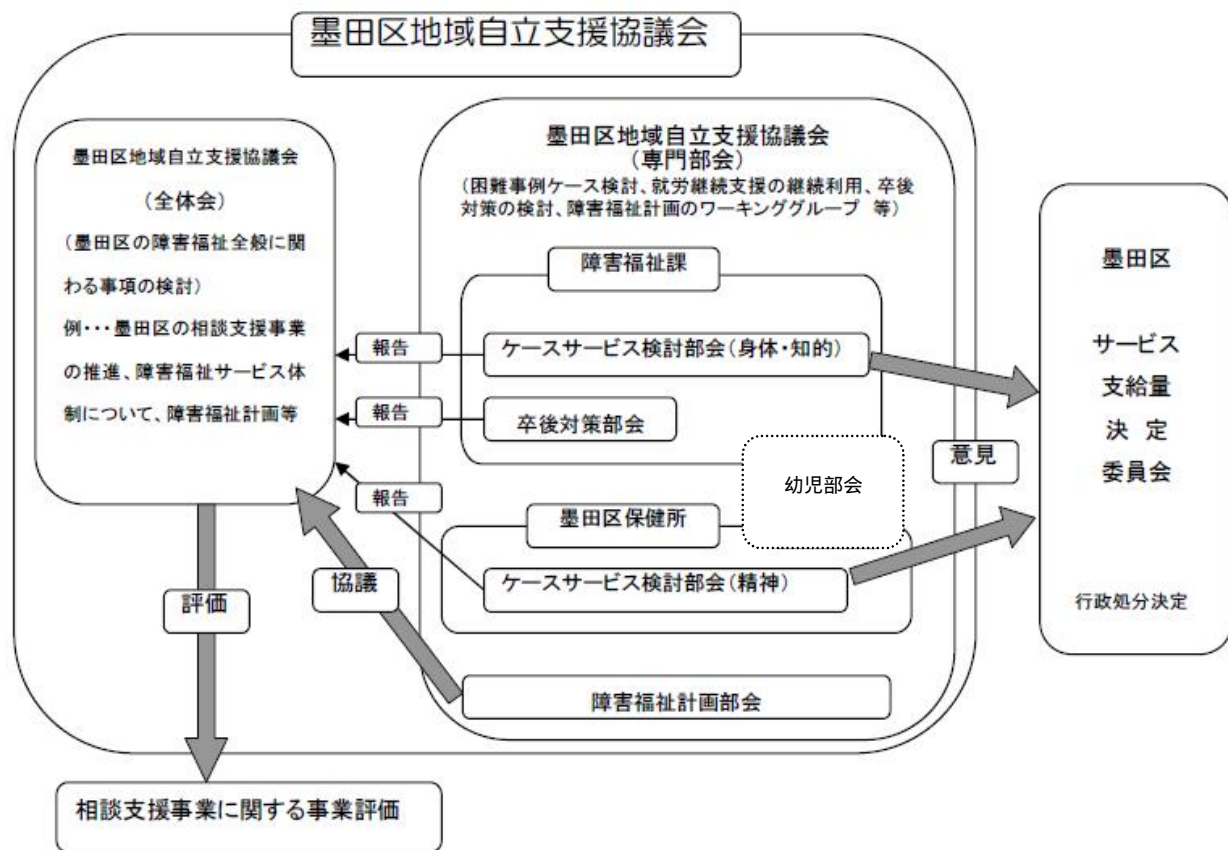 墨田区地域自立支援協議会
墨田区地域自立支援協議会
（全体会）
（墨田区の障害福祉全般に関
わる事項の検討）
例・・・墨田区の相談支援事業
の推進、障害福祉サービス体
制について、障害福祉計画等
墨田区地域自立支援協議会
（専門部会）
（困難事例ケース検討、就労継続支援の継続利用、卒後
対策の検討、障害福祉計画のワーキンググループ 等）
障害福祉課
報告
ケースサービス検討部会（身体・知的）
報告
卒後対策部会
幼児部会
報告
墨田区保健所
ケースサービス検討部会（精神）
協議
障害福祉計画部会
意見
墨田区
サービス
支給量
決 定
委員会
行政処分決定
評価
相談支援事業に関する事業評価